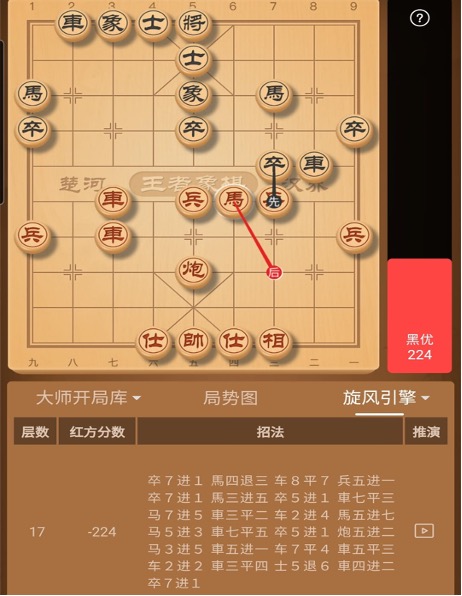 1 2 3 4 5 6 7 8 9
車 象 士 將
士
馬 象 馬
卒 卒 卒
卒 車
楚河 王者象棋
車 兵 馬 先
兵 車 兵
后
炮
仕 帥 仕 相
九 八 七 六 五 四 三 二 一
?
黑优
224
大师开局库 局势图 旋风引擎
层数 红方分数 招法 推演
卒7进1 馬四退三 车8平7 兵五进一
卒7进1 馬三进五 卒5进1 車七平三
马7进5 車三平二 车2进4 馬五进七
马5进3 車七平五 卒5进1 炮五进二
17 -224
马3进5 車五进一 车7平4 車五平三
车2进2 車三平四 士5退6 車四进二
卒7进1